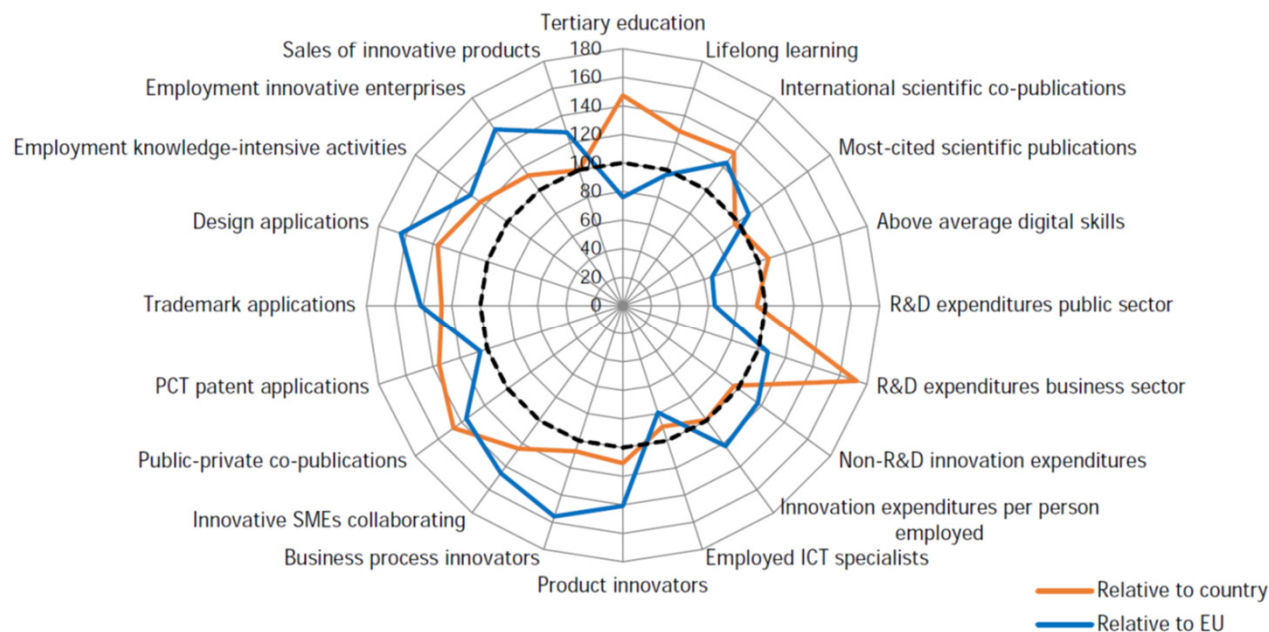 Tertiary education
Lifelong learning
International scientific co-publications
Most-cited scientific publications
Above average digital skills
R&D expenditures public sector
R&D expenditures business sector
Non-R&D innovation expenditures
Innovation expenditures per person
employed
Employed ICT specialists
Product innovators
Business process innovators
Innovative SMEs collaborating
Public-private co-publications
PCT patent applications
Trademark applications
Design applications
Employment knowledge-intensive activities
Employment innovative enterprises
Sales of innovative products
180
160
140
120
100
80
60
40
20
0
Relative to country
Relative to EU